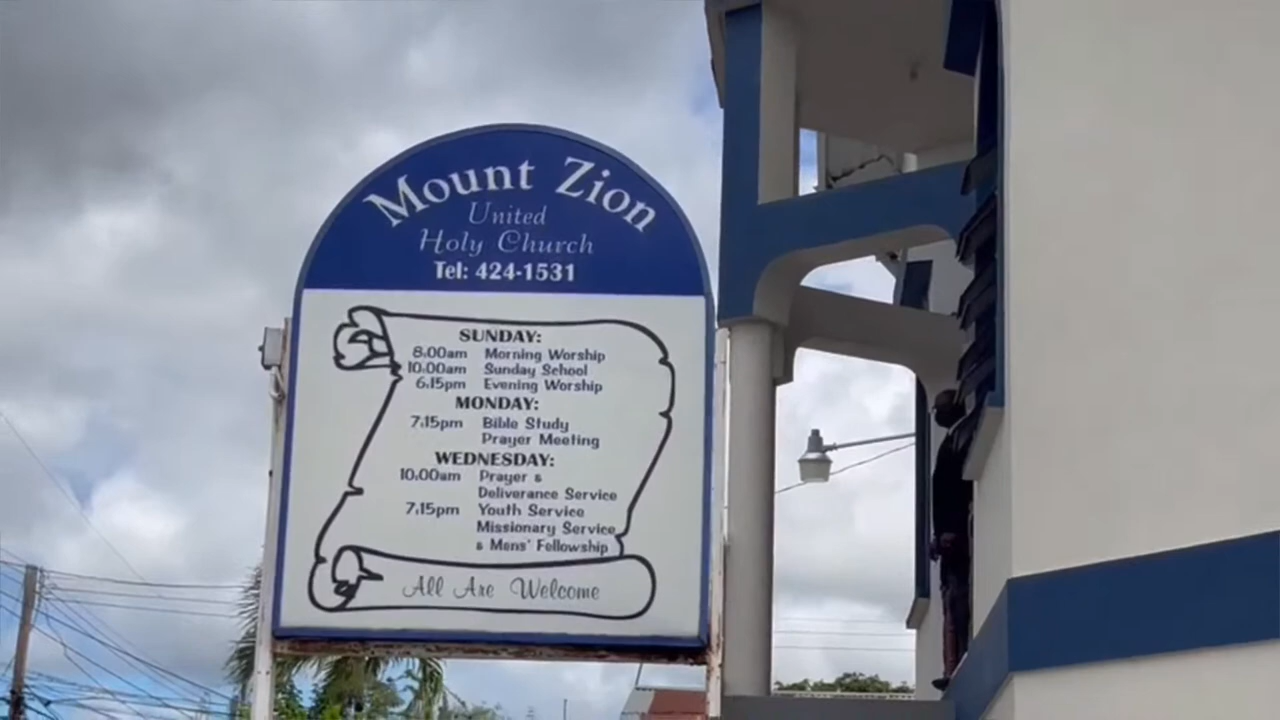 Mount Zion
United
Holy Church
Tel: 424-1531
SUNDAY:
8.00am Morning Worship
10.00am Sunday School
6.15pm Evening Worship
MONDAY:
7.15pm Bible Study
Prayer Meeting
WEDNESDAY:
10.00am Prayer &
Deliverance Service
7.15pm Youth Service
Missionary Service
& Mens' Fellowship
All Are Welcome